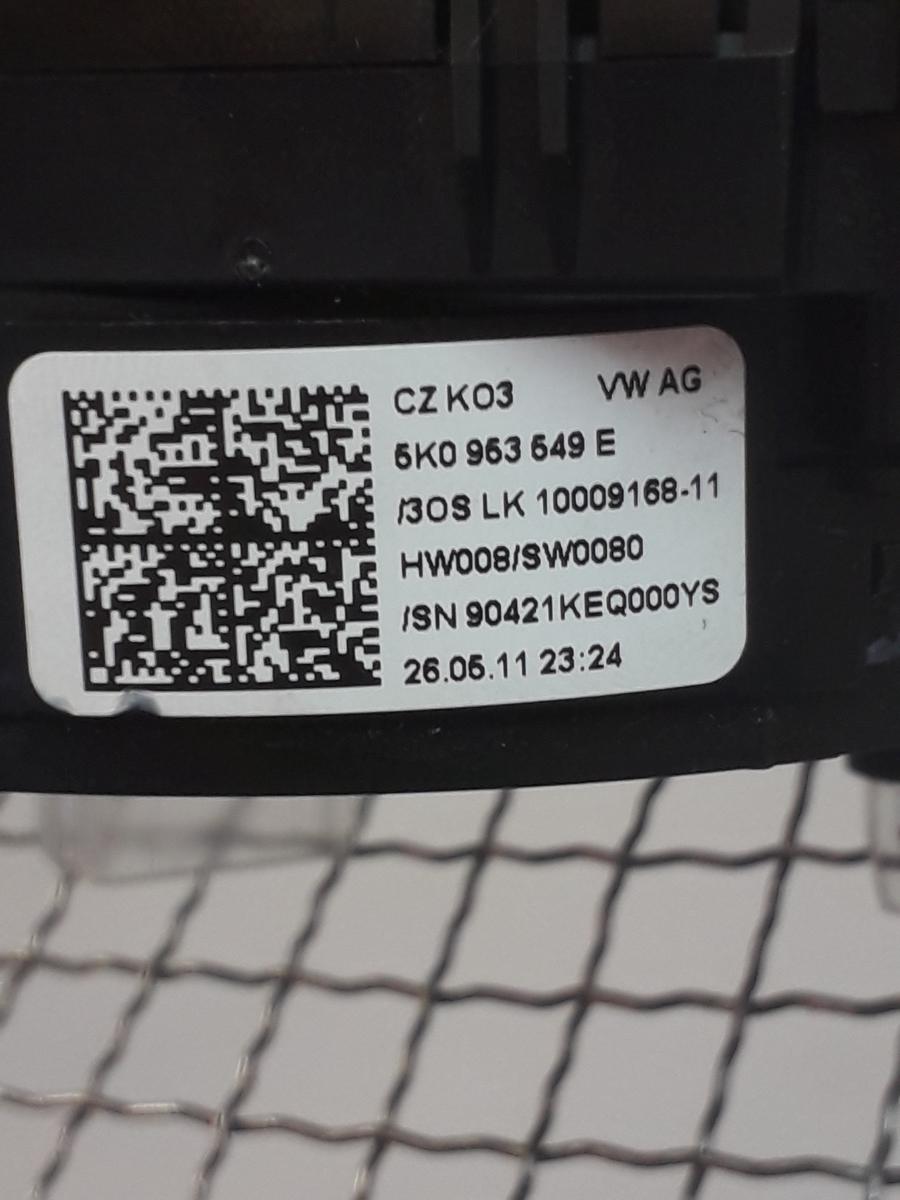 CZ K03 VW AG
5K0 953 549 E
/3OS LK 10009168-11
HW008/SW0080
/SN 90421KEQ000YS
26.05.11 23:24